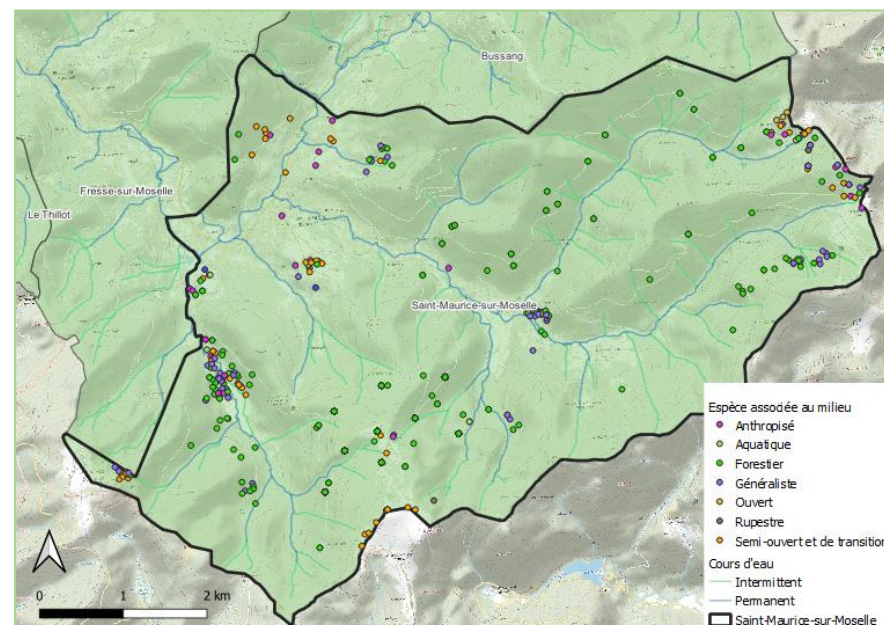 Bussang
Fresse-sur-Moselle
Le Thillot
Saint-Maurice-sur-Moselle
Espèce associée au milieu
Anthropisé
Aquatique
Forestier
Généraliste
Ouvert
Rupestre
Semi-ouvert et de transition
Cours d'eau
Intermittent
Permanent
Saint-Maurice-sur-Moselle
0 1 2 km